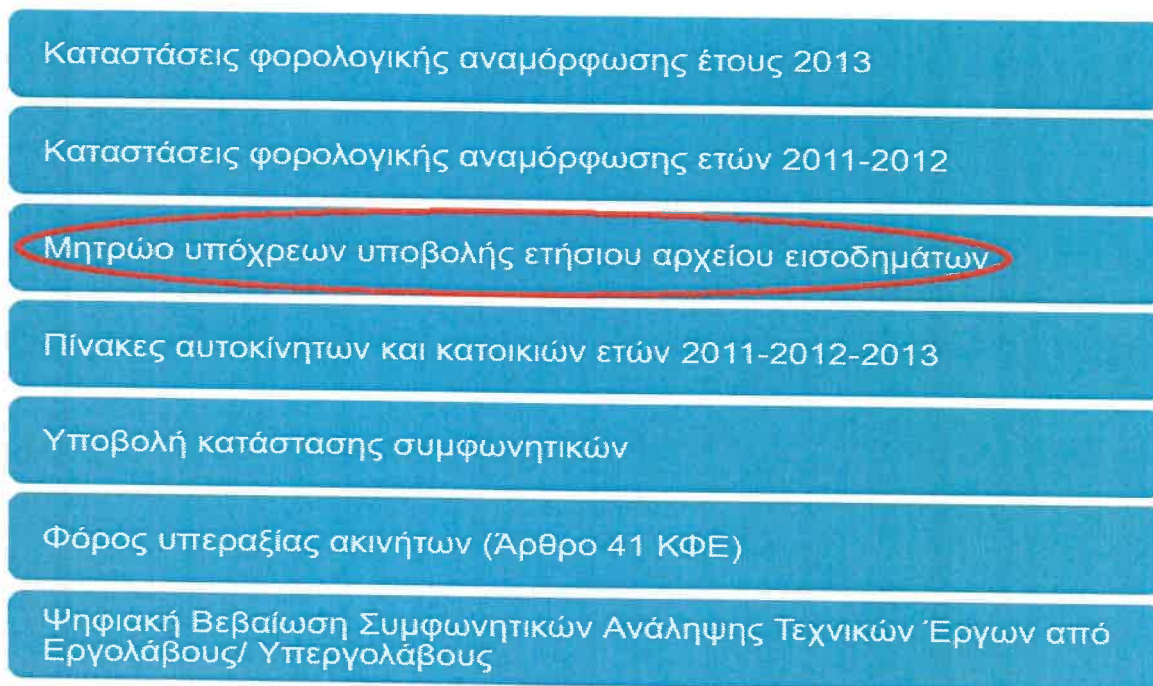 Καταστάσεις φορολογικής αναμόρφωσης έτους 2013
Καταστάσεις φορολογικής αναμόρφωσης ετών 2011-2012
Μητρώο υπόχρεων υποβολής ετήσιου αρχείου εισοδημάτων
Πίνακες αυτοκίνητων και κατοικιών ετών 2011-2012-2013
Υποβολή κατάστασης συμφωνητικών
Φόρος υπεραξίας ακινήτων (Άρθρο 41 ΚΦΕ)
Ψηφιακή Βεβαίωση Συμφωνητικών Ανάληψης Τεχνικών Έργων από
Εργολάβους/ Υπεργολάβους